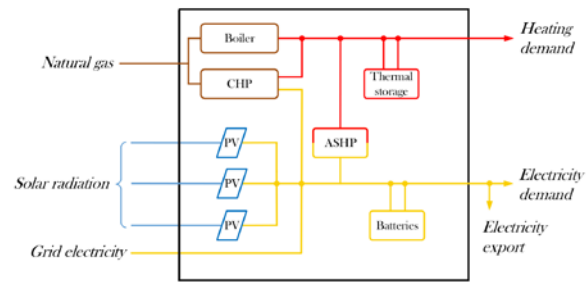 Boiler
Heating
demand
Natural gas
CHP
Thermal
storage
PV
ASHP
Solar radiation
PV
Electricity
demand
PV
Batteries
Electricity
export
Grid electricity